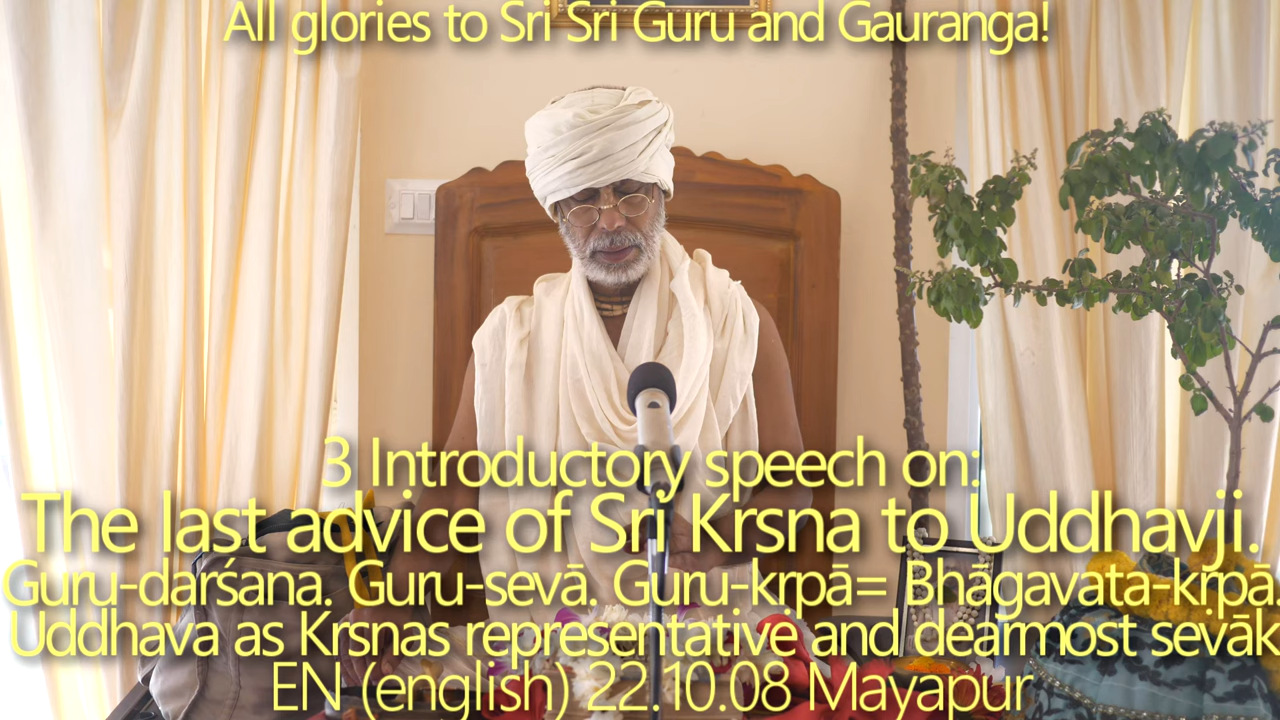 All glories to Sri Sri Guru and Gauranga!
3 Introductory speech on:
The last advice of Sri Krsna to Uddhavji.
Guru-darśana. Guru-sevā. Guru-kṛpā= Bhāgavata-kṛpā.
Uddhava as Krsnas representative and dearmost sevāk
EN (english) 22.10.08 Mayapur